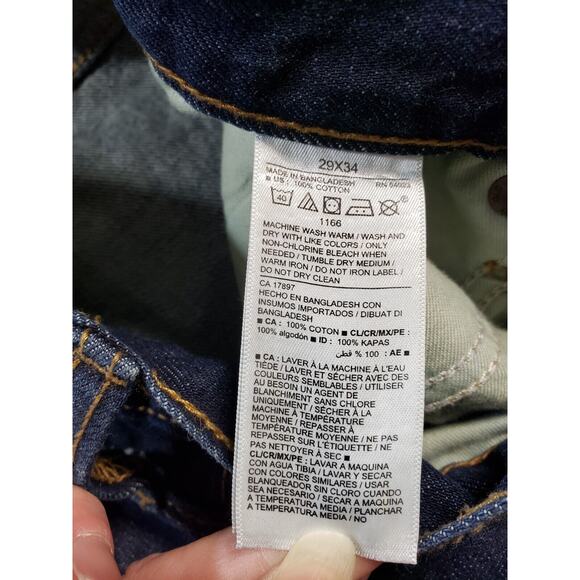 29X34
MADE IN BANGLADESH RN 54023
■ US : 100% COTTON
40
1166
MACHINE WASH WARM / WASH AND
DRY WITH LIKE COLORS / ONLY
NON-CHLORINE BLEACH WHEN
NEEDED / TUMBLE DRY MEDIUM /
WARM IRON / DO NOT IRON LABEL /
DO NOT DRY CLEAN
CA 17897
HECHO EN BANGLADESH CON
INSUMOS IMPORTADOS / DIBUAT DI
BANGLADESH
■ CA : 100% COTON ■ CL/CR/MX/PE :
100% algodón ■ ID : 100% KAPAS
■ AE : 100 % قطن
■ CA : LAVER À LA MACHINE À L'EAU
TIÈDE / LAVER ET SÉCHER AVEC DES
COULEURS SEMBLABLES / UTILISER
AU BESOIN UN AGENT DE
BLANCHIMENT SANS CHLORE
UNIQUEMENT / SÉCHER À LA
MACHINE À TEMPÉRATURE
MOYENNE / REPASSER À
TEMPÉRATURE MOYENNE / NE PAS
REPASSER SUR L'ÉTIQUETTE / NE
PAS NETTOYER À SEC ■
CL/CR/MX/PE : LAVAR A MAQUINA
CON AGUA TIBIA / LAVAR Y SECAR
CON COLORES SIMILARES / USAR
BLANQUEADOR SIN CLORO CUANDO
SEA NECESARIO / SECAR A MAQUINA
A TEMPERATURA MEDIA / PLANCHAR
A TEMPERATURA MEDIA / NO